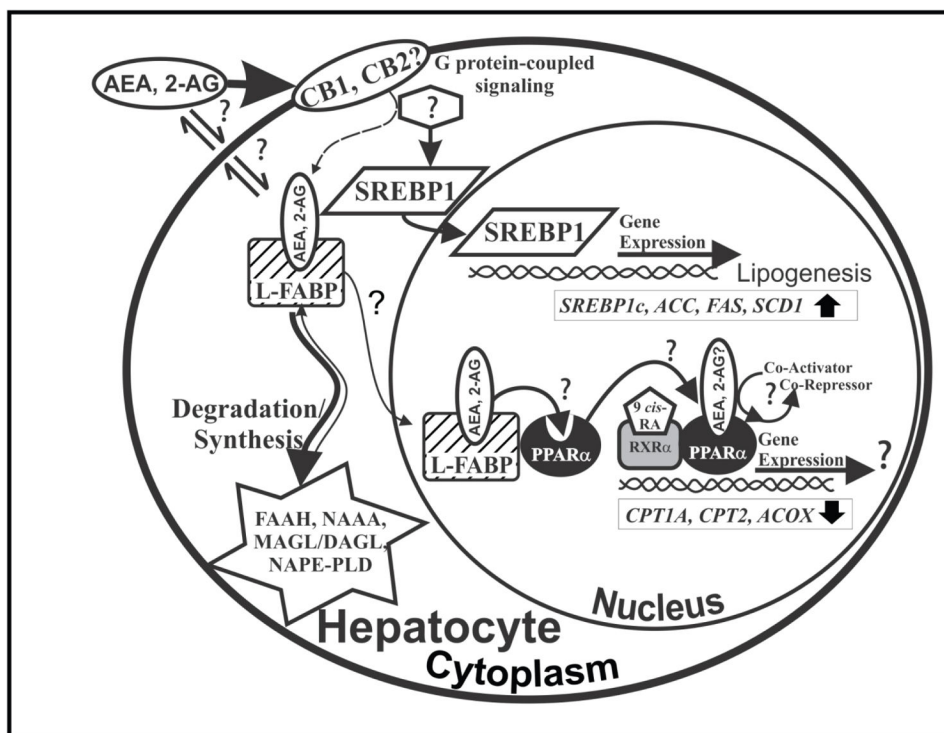 AEA, 2-AG
CB1, CB2?
G protein-coupled
signaling
?
?
?
SREBP1
AEA, 2-AG
L-FABP
?
SREBP1
Gene
Expression
Lipogenesis
SREBP1c, ACC, FAS, SCD1
Degradation/
Synthesis
FAAH, NAAA,
MAGL/DAGL,
NAPE-PLD
AEA, 2-AG
L-FABP
?
PPARα
?
9 cis-
RA
RXRα
AEA, 2-AG?
PPARα
Co-Activator
Co-Repressor
?
Gene
Expression
?
CPT1A, CPT2, ACOX
Nucleus
Hepatocyte
Cytoplasm